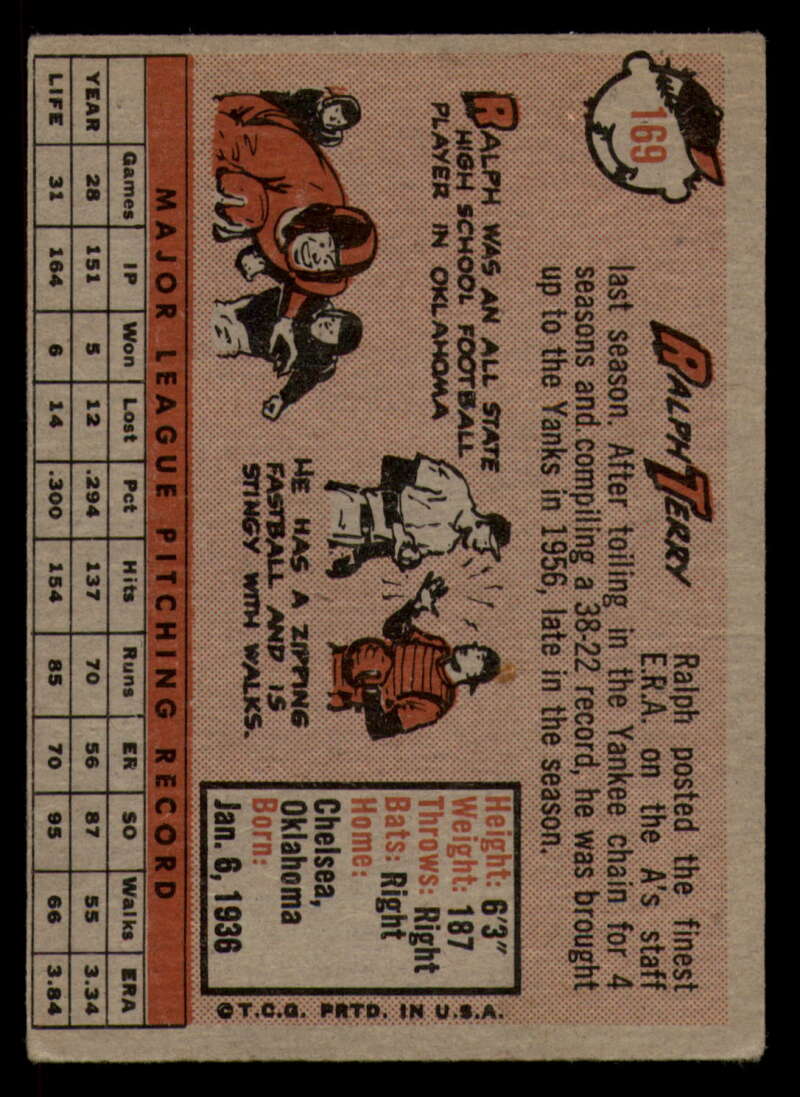 169
RALPH TERRY
Ralph posted the finest
E.R.A. on the A's staff
last season. After toiling in the Yankee chain for 4
seasons and compiling a 38-22 record, he was brought
up to the Yanks in 1956, late in the season.
RALPH WAS AN ALL STATE
HIGH SCHOOL FOOTBALL
PLAYER IN OKLAHOMA
HE HAS A ZIPPING
FASTBALL AND IS
STINGY WITH WALKS.
Height: 6'3"
Weight: 187
Throws: Right
Bats: Right
Home:
Chelsea,
Oklahoma
Born:
Jan. 6, 1936
©T.C.G. PRTD. IN U.S.A.
MAJOR LEAGUE PITCHING RECORD
Games IP Won Lost Pct Hits Runs ER SO Walks ERA
YEAR 28 151 5 12 .294 137 70 56 87 55 3.34
LIFE 31 164 6 14 .300 154 85 70 95 66 3.84